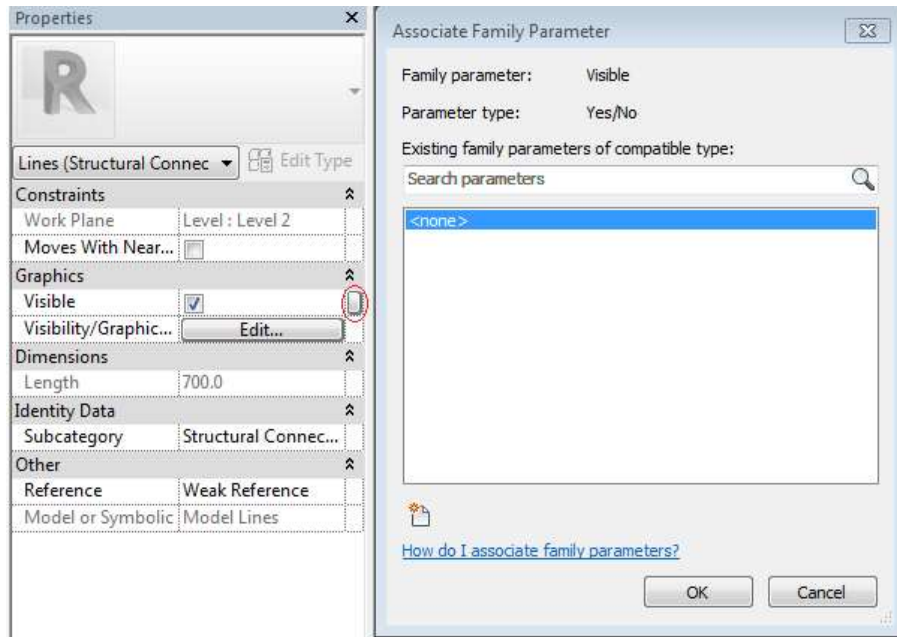 Properties
Lines (Structural Connec
Edit Type
Constraints
Work Plane Level : Level 2
Moves With Near...
Graphics
Visible
Visibility/Graphic... Edit...
Dimensions
Length 700.0
Identity Data
Subcategory Structural Connec...
Other
Reference Weak Reference
Model or Symbolic Model Lines
Associate Family Parameter
Family parameter: Visible
Parameter type: Yes/No
Existing family parameters of compatible type:
Search parameters
<none>
How do I associate family parameters?
OK Cancel